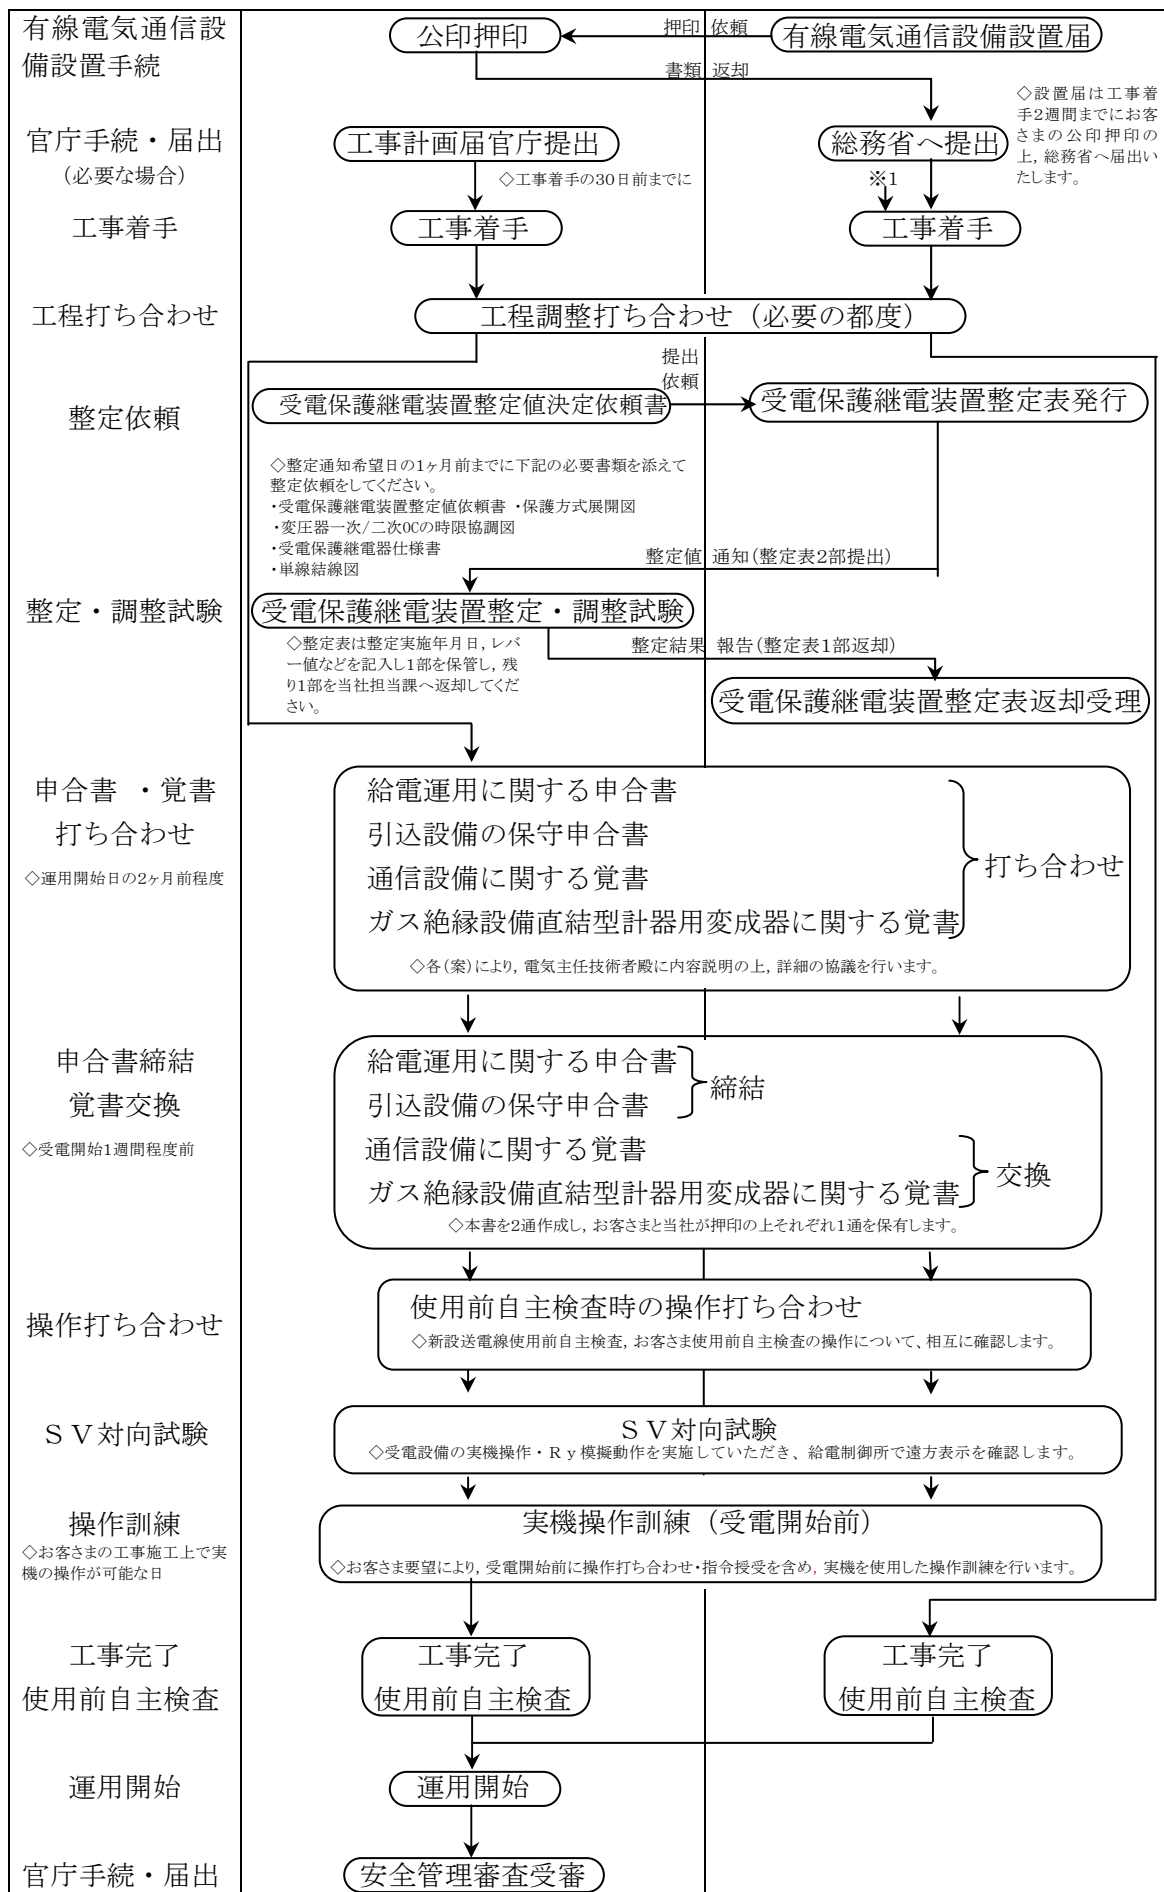 有線電気通信設
備設置手続
公印押印
押印 依頼
有線電気通信設備設置届
書類 返却
◇設置届は工事着
手2週間までにお客
さまの公印押印の
上，総務省へ届出い
たします。
官庁手続・届出
（必要な場合）
工事計画届官庁提出
◇工事着手の30日前までに
総務省へ提出
※1
工事着手
工事着手
工事着手
工程打ち合わせ
工程調整打ち合わせ（必要の都度）
提出
依頼
整定依頼
受電保護継電装置整定値決定依頼書
受電保護継電装置整定表発行
◇整定通知希望日の1ヶ月前までに下記の必要書類を添えて
整定依頼をしてください。
・受電保護継電装置整定値依頼書 ・保護方式展開図
・変圧器一次/二次OCの時限協調図
・受電保護継電器仕様書
・単線結線図
整定値 通知(整定表2部提出)
整定・調整試験
受電保護継電装置整定・調整試験
◇整定表は整定実施年月日，レバ
ー値などを記入し1部を保管し，残
り1部を当社担当課へ返却してくだ
さい。
整定結果 報告(整定表1部返却)
受電保護継電装置整定表返却受理
申合書 ・覚書
打ち合わせ
◇運用開始日の2ヶ月前程度
給電運用に関する申合書
引込設備の保守申合書
通信設備に関する覚書
ガス絶縁設備直結型計器用変成器に関する覚書
打ち合わせ
◇各(案)により，電気主任技術者殿に内容説明の上，詳細の協議を行います。
申合書締結
覚書交換
◇受電開始1週間程度前
給電運用に関する申合書
引込設備の保守申合書
締結
通信設備に関する覚書
ガス絶縁設備直結型計器用変成器に関する覚書
交換
◇本書を2通作成し，お客さまと当社が押印の上それぞれ1通を保有します。
操作打ち合わせ
使用前自主検査時の操作打ち合わせ
◇新設送電線使用前自主検査，お客さま使用前自主検査の操作について、相互に確認します。
ＳＶ対向試験
ＳＶ対向試験
◇受電設備の実機操作・Ｒｙ模擬動作を実施していただき、給電制御所で遠方表示を確認します。
操作訓練
◇お客さまの工事施工上で実
機の操作が可能な日
実機操作訓練（受電開始前）
◇お客さま要望により，受電開始前に操作打ち合わせ・指令授受を含め，実機を使用した操作訓練を行います。
工事完了
使用前自主検査
工事完了
使用前自主検査
工事完了
使用前自主検査
運用開始
運用開始
官庁手続・届出
安全管理審査受審